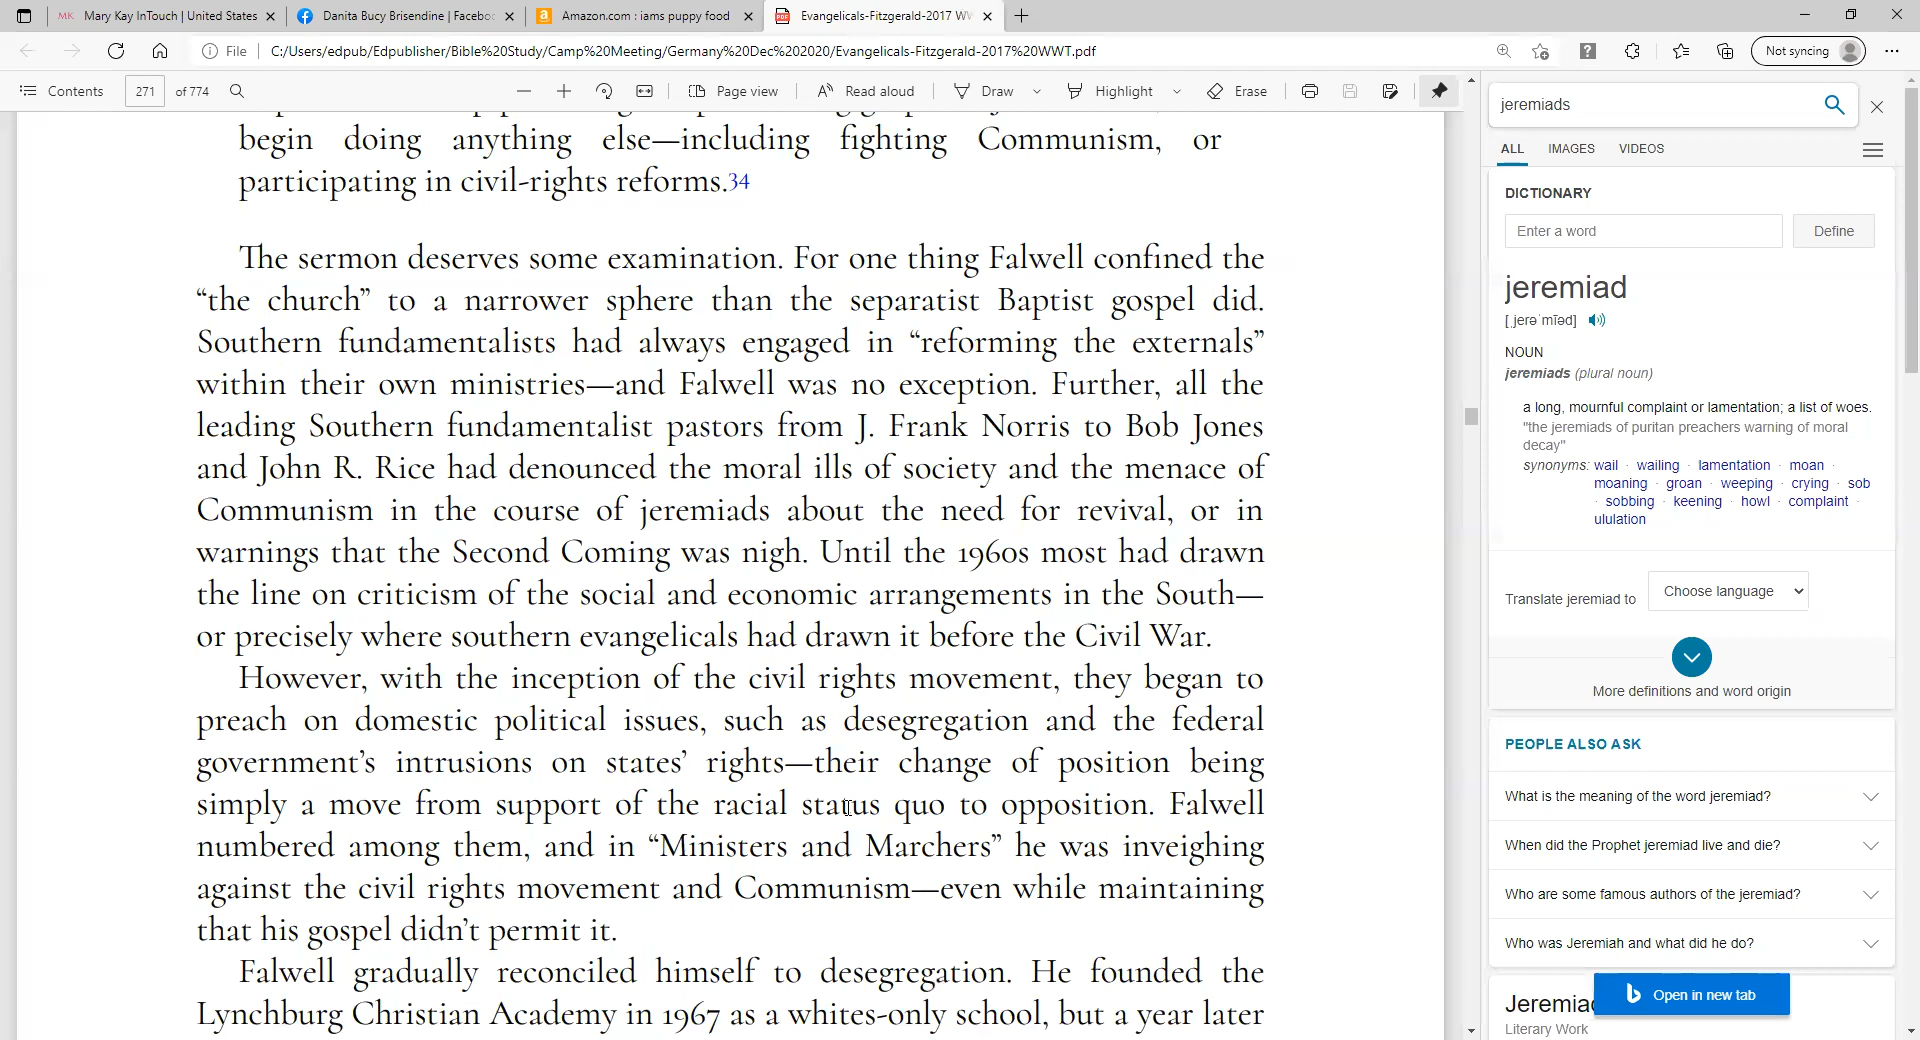 Mary Kay InTouch | United States
Danita Bucy Brisendine | Facebo
Amazon.com : iams puppy food
Evangelicals-Fitzgerald-2017 WW
File
C:/Users/edpub/Edpublisher/Bible%20Study/Camp%20Meeting/Germany%20Dec%202020/Evangelicals-Fitzgerald-2017%20WWT.pdf
Not syncing
Contents
271 of 774
Page view
Read aloud
Draw
Highlight
Erase
begin doing anything else—including fighting Communism, or
participating in civil-rights reforms.34
The sermon deserves some examination. For one thing Falwell confined the
“the church” to a narrower sphere than the separatist Baptist gospel did.
Southern fundamentalists had always engaged in “reforming the externals”
within their own ministries—and Falwell was no exception. Further, all the
leading Southern fundamentalist pastors from J. Frank Norris to Bob Jones
and John R. Rice had denounced the moral ills of society and the menace of
Communism in the course of jeremiads about the need for revival, or in
warnings that the Second Coming was nigh. Until the 1960s most had drawn
the line on criticism of the social and economic arrangements in the South—
or precisely where southern evangelicals had drawn it before the Civil War.
However, with the inception of the civil rights movement, they began to
preach on domestic political issues, such as desegregation and the federal
government’s intrusions on states’ rights—their change of position being
simply a move from support of the racial status quo to opposition. Falwell
numbered among them, and in “Ministers and Marchers” he was inveighing
against the civil rights movement and Communism—even while maintaining
that his gospel didn’t permit it.
Falwell gradually reconciled himself to desegregation. He founded the
Lynchburg Christian Academy in 1967 as a whites-only school, but a year later
jeremiads
ALL IMAGES VIDEOS
DICTIONARY
Enter a word
Define
jeremiad
[ˌjerəˈmīəd]
NOUN
jeremiads (plural noun)
a long, mournful complaint or lamentation; a list of woes.
"the jeremiads of puritan preachers warning of moral
decay"
synonyms: wail · wailing · lamentation · moan ·
moaning · groan · weeping · crying · sob
· sobbing · keening · howl · complaint ·
ululation
Translate jeremiad to
Choose language
More definitions and word origin
PEOPLE ALSO ASK
What is the meaning of the word jeremiad?
When did the Prophet jeremiad live and die?
Who are some famous authors of the jeremiad?
Who was Jeremiah and what did he do?
Open in new tab
Jeremiad
Literary Work